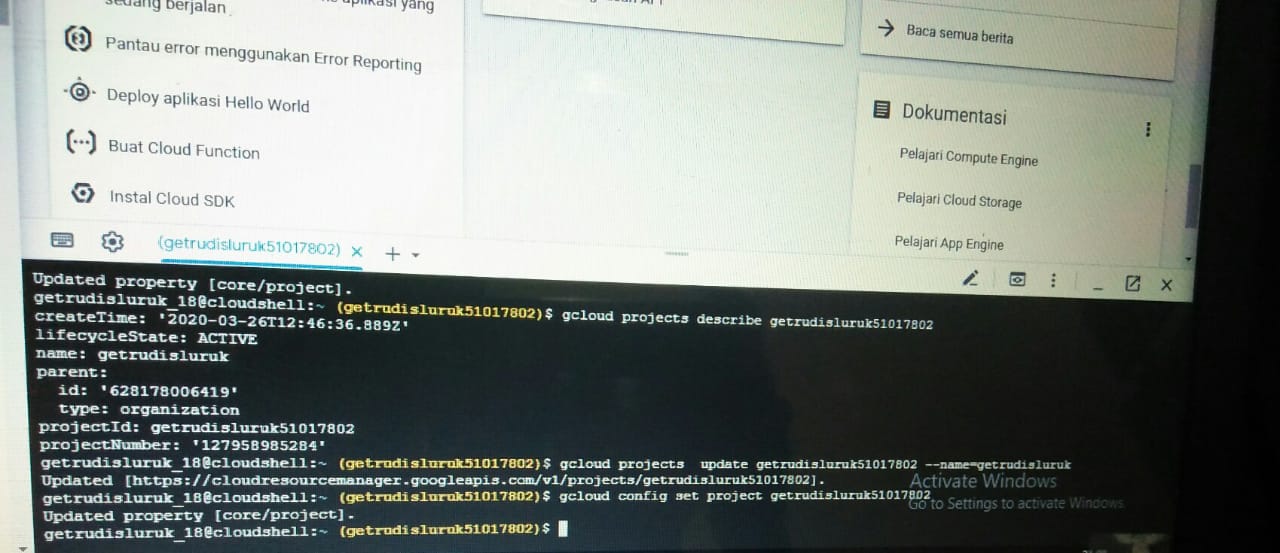 sedang berjalan
aplikasi yang
Pantau error menggunakan Error Reporting
Deploy aplikasi Hello World
Buat Cloud Function
Instal Cloud SDK
API
Baca semua berita
Dokumentasi
Pelajari Compute Engine
Pelajari Cloud Storage
Pelajari App Engine
(getrudisluruk51017802)
Updated property [core/project].
getrudisluruk_18@cloudshell:~ (getrudisluruk51017802)$ gcloud projects describe getrudisluruk51017802
createTime: '2020-03-26T12:46:36.889Z'
lifecycleState: ACTIVE
name: getrudisluruk
parent:
id: '628178006419'
type: organization
projectId: getrudisluruk51017802
projectNumber: '127958985284'
getrudisluruk_18@cloudshell:~ (getrudisluruk51017802)$ gcloud projects  update getrudisluruk51017802 --name=getrudisluruk
Updated [https://cloudresourcemanager.googleapis.com/v1/projects/getrudisluruk51017802].
getrudisluruk_18@cloudshell:~ (getrudisluruk51017802)$ gcloud config set project getrudisluruk51017802
Updated property [core/project].
getrudisluruk_18@cloudshell:~ (getrudisluruk51017802)$
Activate Windows
Go to Settings to activate Windows.